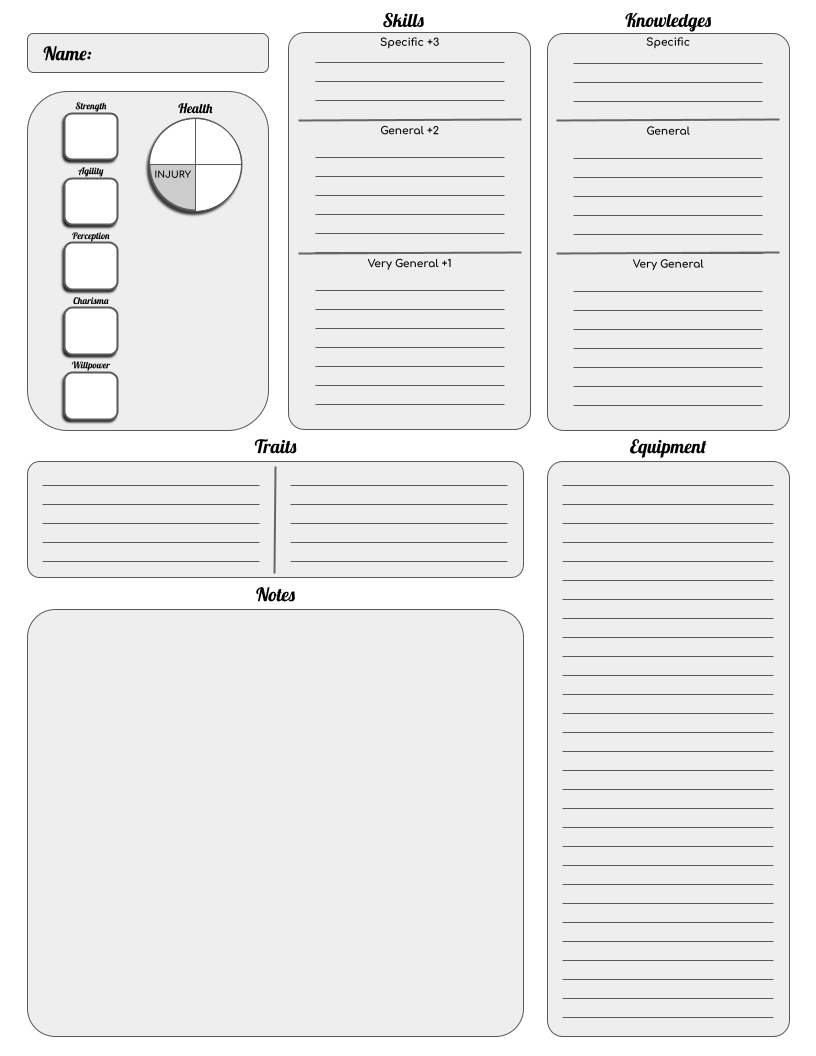 Name:
Strength
Health
INJURY
Agility
Perception
Charisma
Willpower
Skills
Specific +3
General +2
Very General +1
Knowledges
Specific
General
Very General
Traits
Notes
Equipment